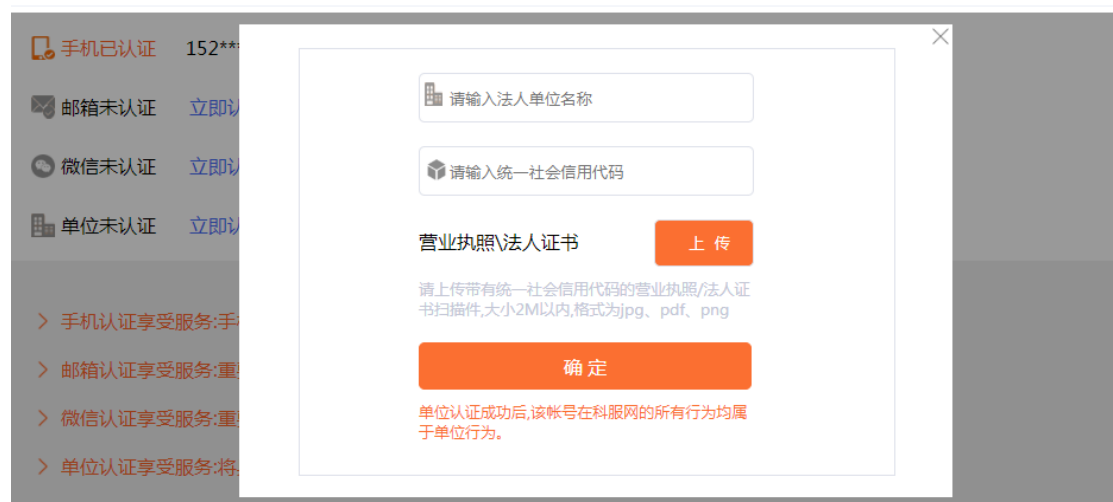 手机已认证 152**
邮箱未认证 立即
微信未认证 立即
单位未认证 立即
手机认证享受服务:手
邮箱认证享受服务:重
微信认证享受服务:重
单位认证享受服务:将
请输入法人单位名称
请输入统一社会信用代码
营业执照\法人证书 上 传
请上传带有统一社会信用代码的营业执照/法人证
书扫描件,大小2M以内,格式为jpg、pdf、png
确 定
单位认证成功后,该帐号在科服网的所有行为均属
于单位行为。